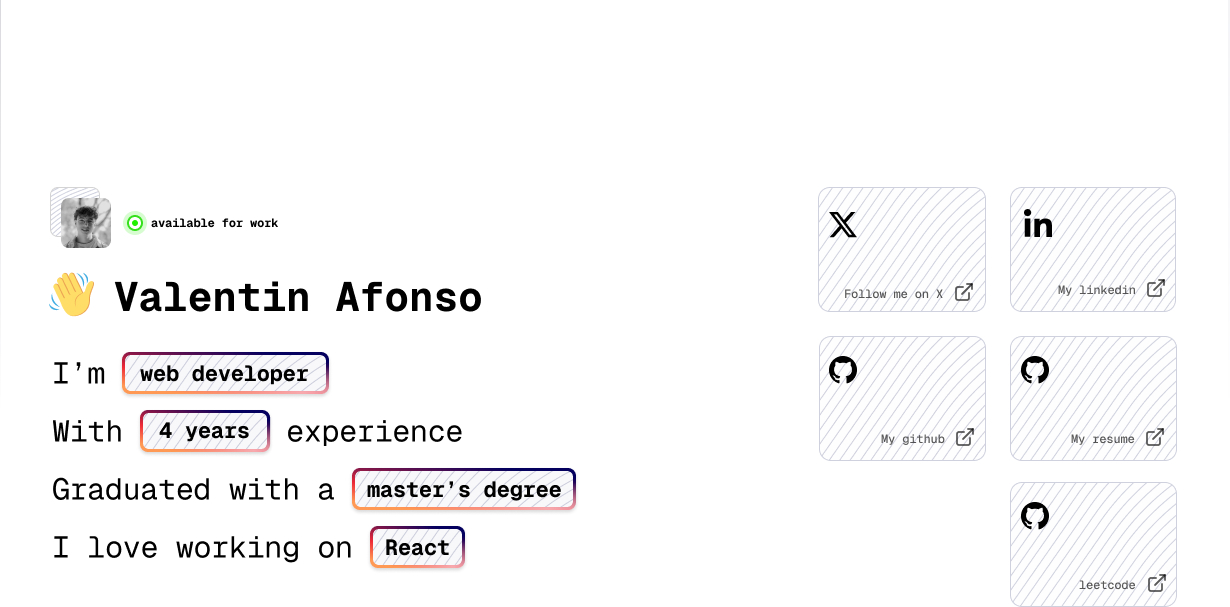 available for work
Valentin Afonso
I’m web developer
With 4 years experience
Graduated with a master’s degree
I love working on React
Follow me on X
My linkedin
My github
My resume
leetcode